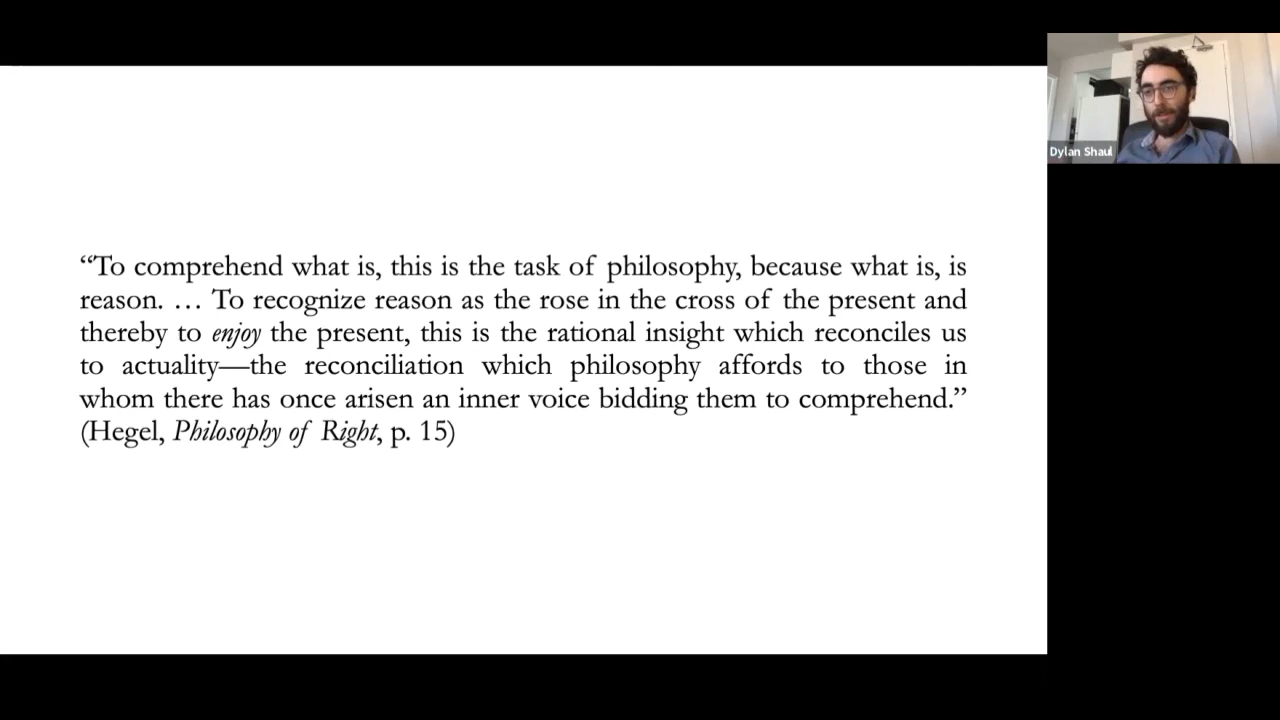 “To comprehend what is, this is the task of philosophy, because what is, is
reason. … To recognize reason as the rose in the cross of the present and
thereby to enjoy the present, this is the rational insight which reconciles us
to actuality—the reconciliation which philosophy affords to those in
whom there has once arisen an inner voice bidding them to comprehend.”
(Hegel, Philosophy of Right, p. 15)
Dylan Shaul